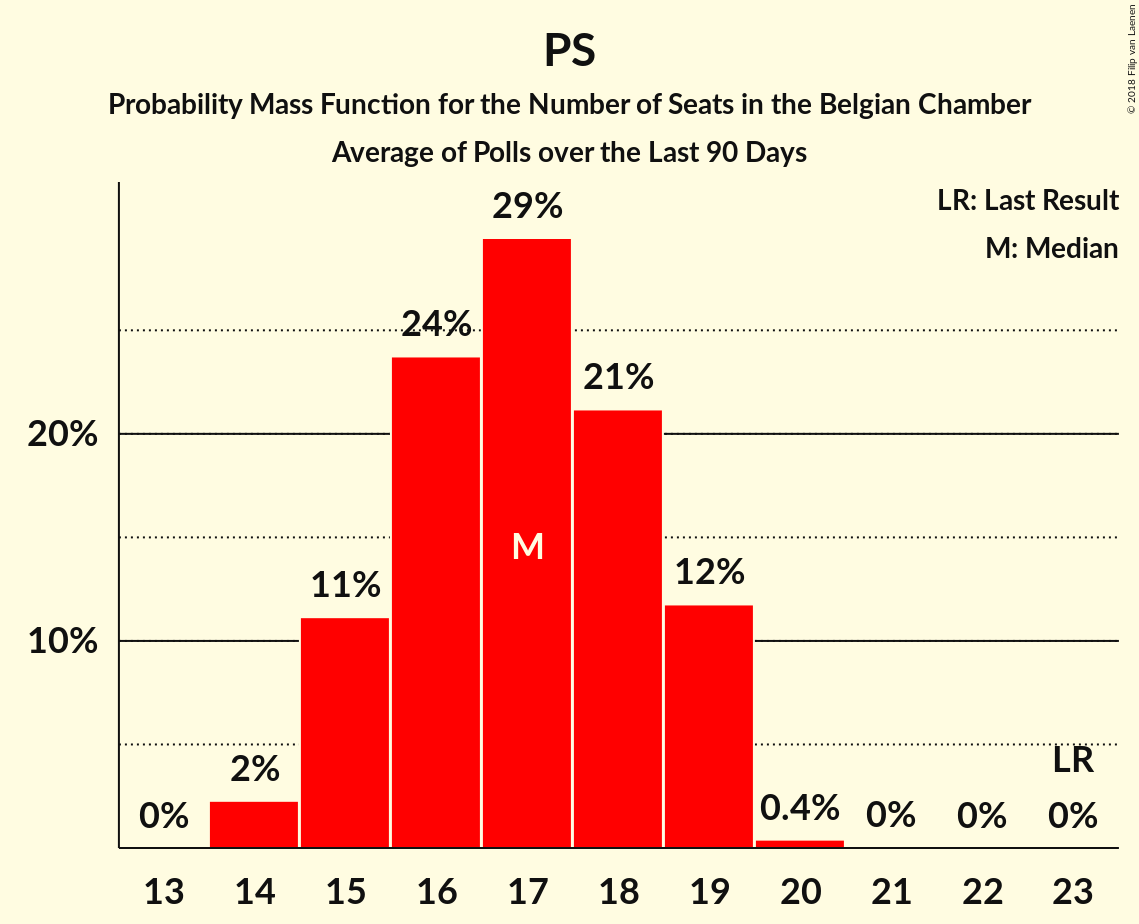 PS
Probability Mass Function for the Number of Seats in the Belgian Chamber
Average of Polls over the Last 90 Days
© 2018 Filip van Laenen
LR: Last Result
M: Median
29%
24%
21%
20%
M
12%
11%
10%
LR
2%
0.4%
0%
0%
0%
0%
13 14 15 16 17 18 19 20 21 22 23